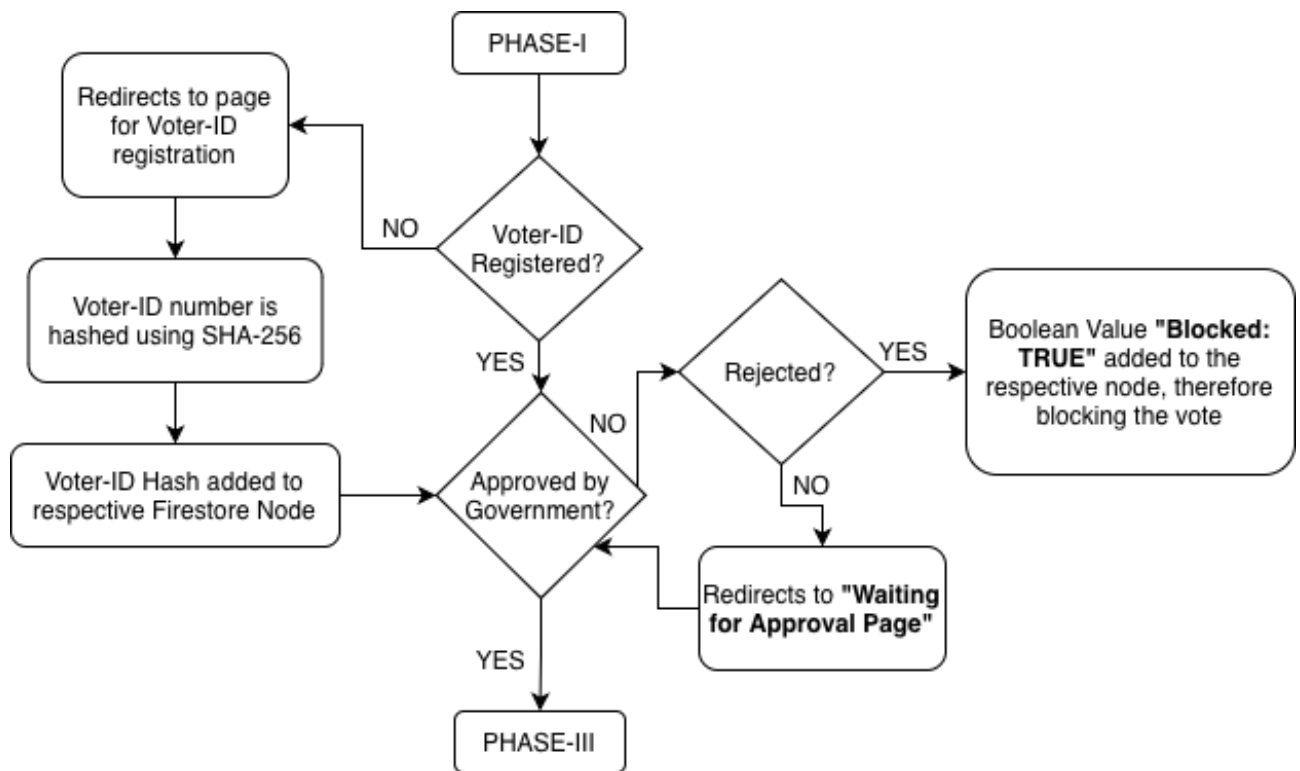 PHASE-I
Redirects to page
for Voter-ID
registration
NO
Voter-ID
Registered?
Voter-ID number is
hashed using SHA-256
YES
Rejected?
YES
Boolean Value "Blocked:
TRUE" added to the
respective node, therefore
blocking the vote
NO
Voter-ID Hash added to
respective Firestore Node
Approved by
Government?
NO
Redirects to "Waiting
for Approval Page"
YES
PHASE-III